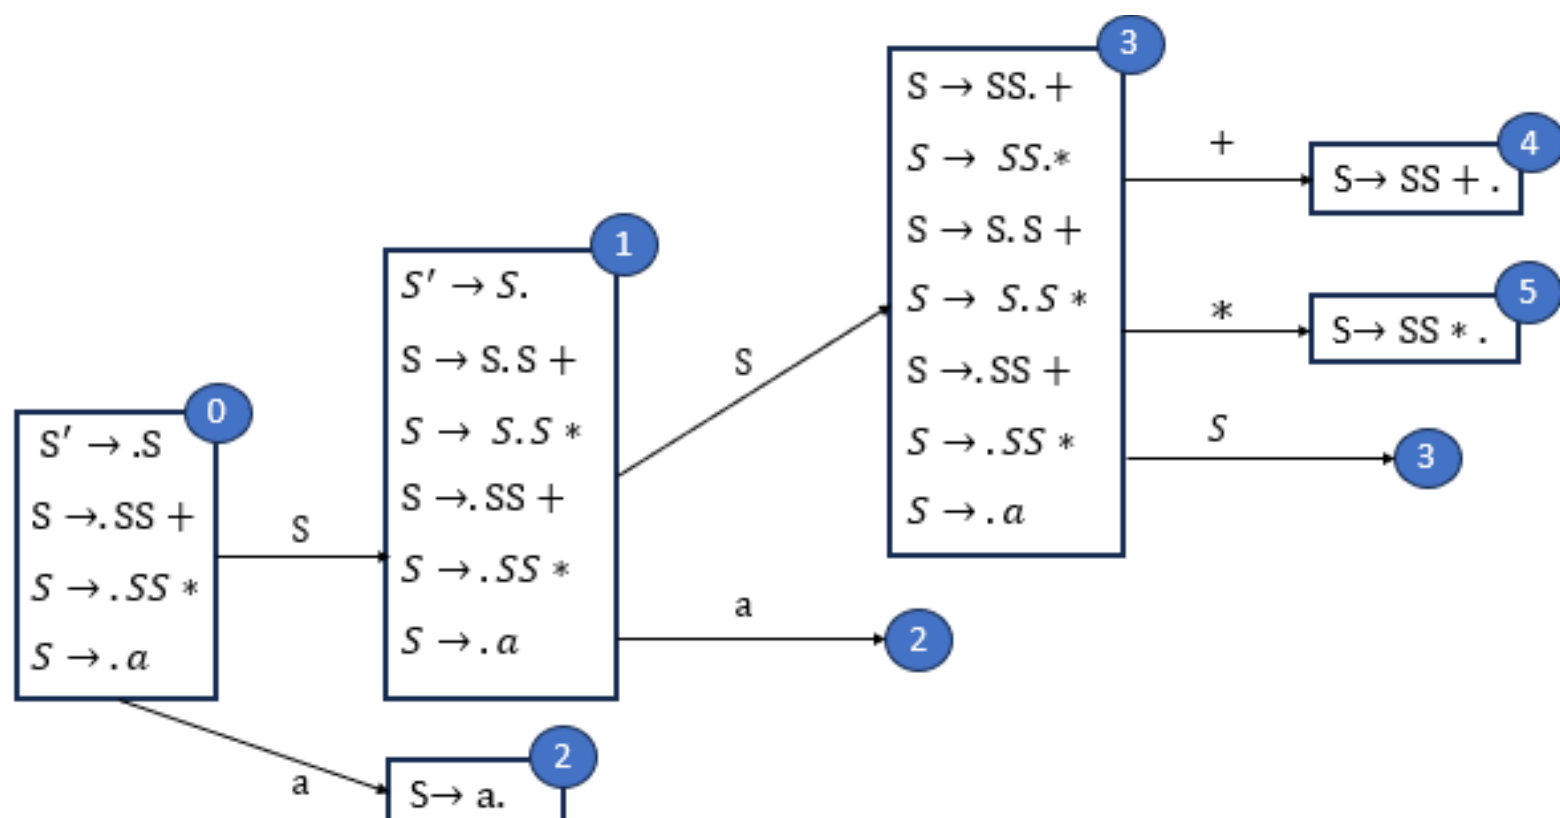 0
S′ → .S
S →.SS +
S → .SS *
S → .a
S
a
1
S′ → S.
S → S.S +
S → S.S *
S →.SS +
S → .SS *
S → .a
2
S→ a.
S
a
2
3
S → SS. +
S → SS.*
S → S.S +
S → S.S *
S →.SS +
S → .SS *
S → .a
+
4
S→ SS + .
*
5
S→ SS * .
S
3